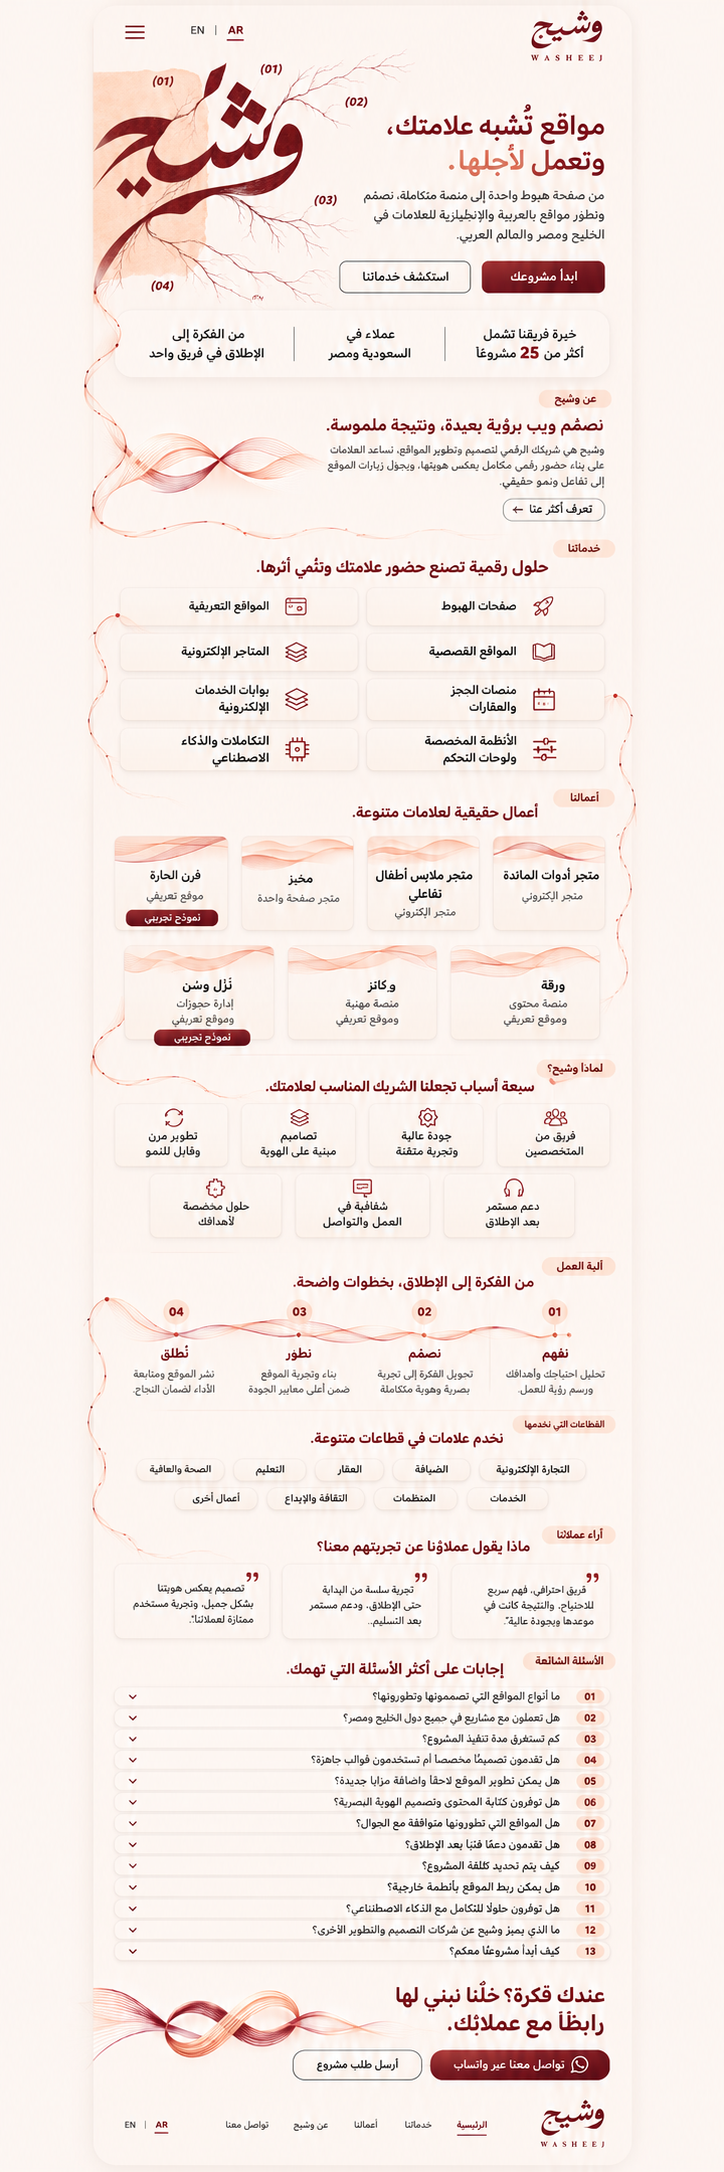 وشيج
WASHEEJ
EN | AR
وشيج
(01)
(01)
(02)
(03)
(04)
مواقع تُشبه علامتك،
وتعمل لأجلها.
من صفحة هبوط واحدة إلى منصة متكاملة، نصمّم
ونطوّر مواقع بالعربية والإنجليزية للعلامات في
الخليج ومصر والعالم العربي.
ابدأ مشروعك
استكشف خدماتنا
خبرة فريقنا تشمل
أكثر من 25 مشروعًا
عملاء في
السعودية ومصر
من الفكرة إلى
الإطلاق في فريق واحد
عن وشيج
نصمّم ويب برؤية بعيدة، ونتيجة ملموسة.
وشيج هي شريكك الرقمي لتصميم وتطوير المواقع، نساعد العلامات
على بناء حضور رقمي متكامل يعكس هويتها، ويحوّل زيارات الموقع
إلى تفاعل ونمو حقيقي.
تعرف أكثر عنا ←
خدماتنا
حلول رقمية تصنع حضور علامتك وتنُمي أثرها.
صفحات الهبوط
المواقع التعريفية
المواقع القصصية
المتاجر الإلكترونية
منصات الحجز
والعقارات
بوابات الخدمات
الإلكترونية
الأنظمة المخصصة
ولوحات التحكم
التكاملات والذكاء
الاصطناعي
أعمالنا
أعمال حقيقية لعلامات متنوعة.
متجر أدوات المائدة
متجر إلكتروني
متجر ملابس أطفال
تفاعلي
متجر إلكتروني
مخبز
متجر صفحة واحدة
فرن الحارة
موقع تعريفي
نموذج تجريبي
ورقة
منصة محتوى
وموقع تعريفي
وكانز
منصة مهنية
وموقع تعريفي
نُزُل وسَن
إدارة حجوزات
وموقع تعريفي
نموذج تجريبي
لماذا وشيج؟
سبعة أسباب تجعلنا الشريك المناسب لعلامتك.
فريق من
المتخصصين
جودة عالية
وتجربة متقنة
تصاميم
مبنية على الهوية
تطوير مرن
وقابل للنمو
دعم مستمر
بعد الإطلاق
شفافية في
العمل والتواصل
حلول مخصصة
لأهدافك
آلية العمل
من الفكرة إلى الإطلاق، بخطوات واضحة.
01
نفهم
تحليل احتياجك وأهدافك
ورسم رؤية للعمل.
02
نصمّم
تحويل الفكرة إلى تجربة
بصرية وهوية متكاملة
03
نطوّر
بناء وتجربة الموقع
ضمن أعلى معايير الجودة
04
نُطلق
نشر الموقع ومتابعة
الأداء لضمان النجاح.
القطاعات التي نخدمها
نخدم علامات في قطاعات متنوعة.
التجارة الإلكترونية
الضيافة
العقار
التعليم
الصحة والعافية
الخدمات
المنظمات
الثقافة والإبداع
أعمال أخرى
آراء عملائنا
ماذا يقول عملاؤنا عن تجربتهم معنا؟
فريق احترافي، فهم سريع
للاحتياج، والنتيجة كانت في
موعدها وبجودة عالية".
تجربة سلسة من البداية
حتى الإطلاق، ودعم مستمر
بعد التسليم..
تصميم يعكس هويتنا
بشكل جميل، وتجربة مستخدم
ممتازة لعملائنا".
الأسئلة الشائعة
إجابات على أكثر الأسئلة التي تهمك.
01 ما أنواع المواقع التي تصممونها وتطورونها؟
02 هل تعملون مع مشاريع في جميع دول الخليج ومصر؟
03 كم تستغرق مدة تنفيذ المشروع؟
04 هل تقدمون تصميمًا مخصصا أم تستخدمون قوالب جاهزة؟
05 هل يمكن تطوير الموقع لاحقًا وإضافة مزايا جديدة؟
06 هل توفرون كتابة المحتوى وتصميم الهوية البصرية؟
07 هل المواقع التي تطورونها متوافقة مع الجوال؟
08 هل تقدمون دعمًا فنيًا بعد الإطلاق؟
09 كيف يتم تحديد كلفة المشروع؟
10 هل يمكن ربط الموقع بأنظمة خارجية؟
11 هل توفرون حلولًا للتكامل مع الذكاء الاصطناعي؟
12 ما الذي يميز وشيج عن شركات التصميم والتطوير الأخرى؟
13 كيف أبدأ مشروعنا معكم؟
عندك فكرة؟ خلّنا نبني لها
رابطًا مع عملائك.
تواصل معنا عبر واتساب
أرسل طلب مشروع
وشيج
WASHEEJ
الرئيسية
خدماتنا
أعمالنا
عن وشيج
تواصل معنا
EN | AR